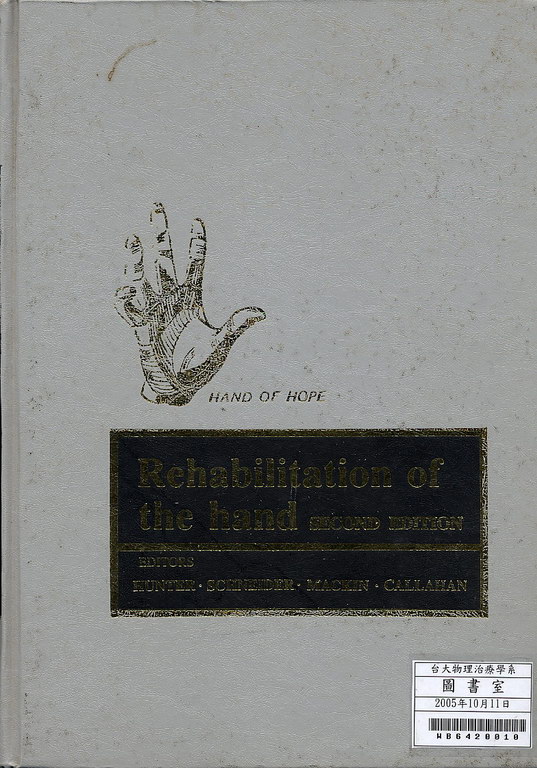 HAND OF HOPE
Rehabilitation of
the hand SECOND EDITION
EDITORS
HUNTER · SCHNEIDER · MACKIN · CALLAHAN
台大物理治療學系
圖書室
2005年10月11日
WB6420010